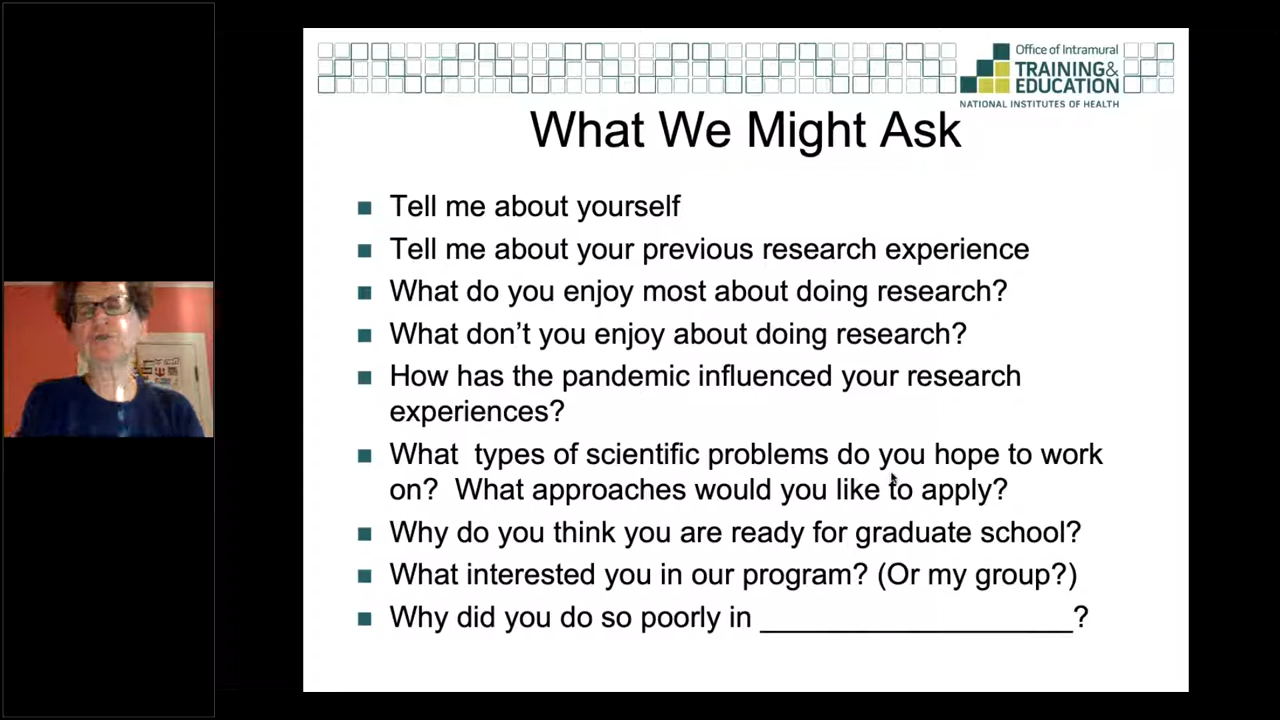 Office of Intramural
TRAINING&
EDUCATION
NATIONAL INSTITUTES OF HEALTH
What We Might Ask
Tell me about yourself
Tell me about your previous research experience
What do you enjoy most about doing research?
What don’t you enjoy about doing research?
How has the pandemic influenced your research
experiences?
What  types of scientific problems do you hope to work
on?  What approaches would you like to apply?
Why do you think you are ready for graduate school?
What interested you in our program? (Or my group?)
Why did you do so poorly in ____________________?